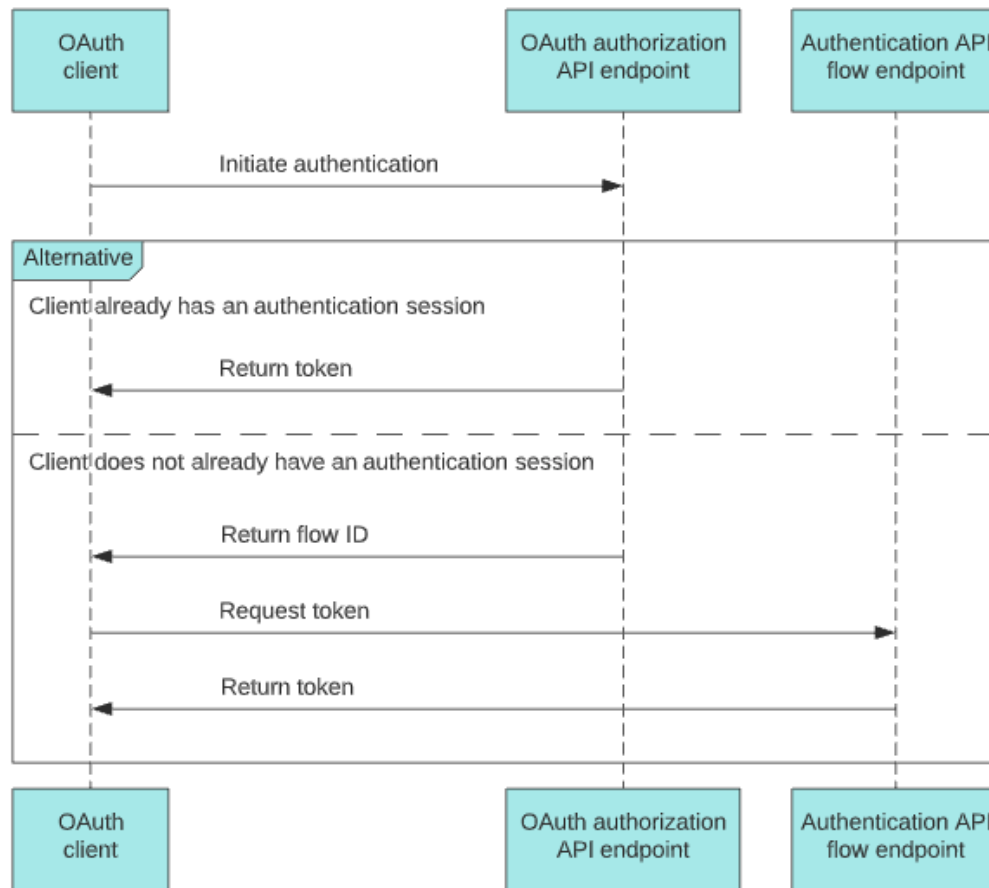 OAuth
client
OAuth authorization
API endpoint
Authentication API
flow endpoint
Initiate authentication
Alternative
Client already has an authentication session
Return token
Client does not already have an authentication session
Return flow ID
Request token
Return token
OAuth
client
OAuth authorization
API endpoint
Authentication API
flow endpoint